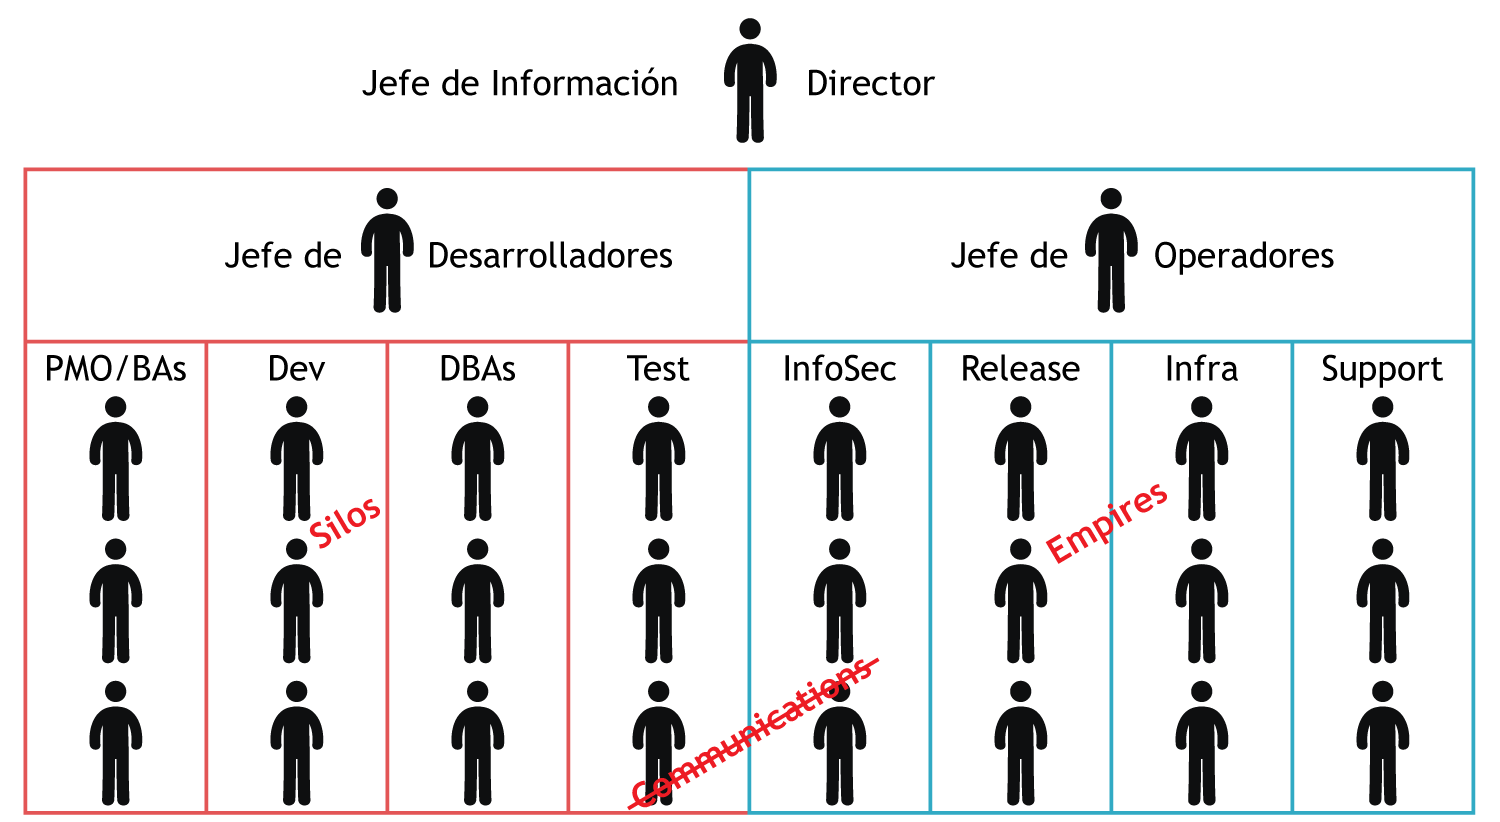 Jefe de Información Director
Jefe de Desarrolladores
Jefe de Operadores
PMO/BAs
Dev
DBAs
Test
InfoSec
Release
Infra
Support
Silos
Empires
Communications